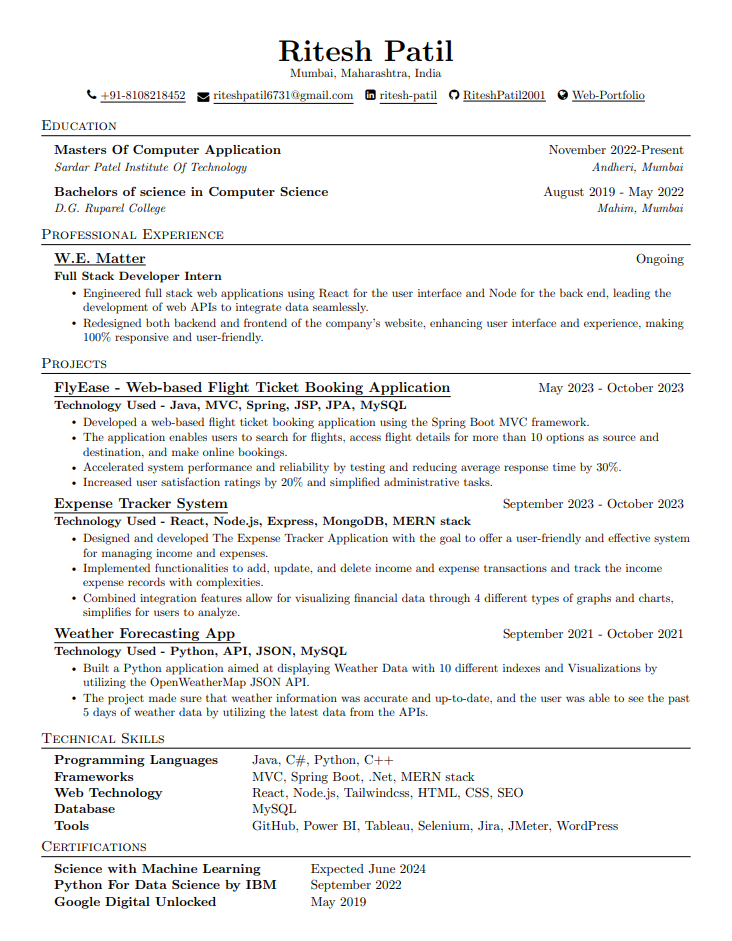 Ritesh Patil
Mumbai, Maharashtra, India
+91-8108218452 riteshpatil6731@gmail.com ritesh-patil RiteshPatil2001 Web-Portfolio
Education
Masters Of Computer Application November 2022-Present
Sardar Patel Institute Of Technology Andheri, Mumbai
Bachelors of science in Computer Science August 2019 - May 2022
D.G. Ruparel College Mahim, Mumbai
Professional Experience
W.E. Matter Ongoing
Full Stack Developer Intern
• Engineered full stack web applications using React for the user interface and Node for the back end, leading the
development of web APIs to integrate data seamlessly.
• Redesigned both backend and frontend of the company's website, enhancing user interface and experience, making
100% responsive and user-friendly.
Projects
FlyEase - Web-based Flight Ticket Booking Application May 2023 - October 2023
Technology Used - Java, MVC, Spring, JSP, JPA, MySQL
• Developed a web-based flight ticket booking application using the Spring Boot MVC framework.
• The application enables users to search for flights, access flight details for more than 10 options as source and
destination, and make online bookings.
• Accelerated system performance and reliability by testing and reducing average response time by 30%.
• Increased user satisfaction ratings by 20% and simplified administrative tasks.
Expense Tracker System September 2023 - October 2023
Technology Used - React, Node.js, Express, MongoDB, MERN stack
• Designed and developed The Expense Tracker Application with the goal to offer a user-friendly and effective system
for managing income and expenses.
• Implemented functionalities to add, update, and delete income and expense transactions and track the income
expense records with complexities.
• Combined integration features allow for visualizing financial data through 4 different types of graphs and charts,
simplifies for users to analyze.
Weather Forecasting App September 2021 - October 2021
Technology Used - Python, API, JSON, MySQL
• Built a Python application aimed at displaying Weather Data with 10 different indexes and Visualizations by
utilizing the OpenWeatherMap JSON API.
• The project made sure that weather information was accurate and up-to-date, and the user was able to see the past
5 days of weather data by utilizing the latest data from the APIs.
Technical Skills
Programming Languages Java, C#, Python, C++
Frameworks MVC, Spring Boot, .Net, MERN stack
Web Technology React, Node.js, Tailwindcss, HTML, CSS, SEO
Database MySQL
Tools GitHub, Power BI, Tableau, Selenium, Jira, JMeter, WordPress
Certifications
Science with Machine Learning Expected June 2024
Python For Data Science by IBM September 2022
Google Digital Unlocked May 2019